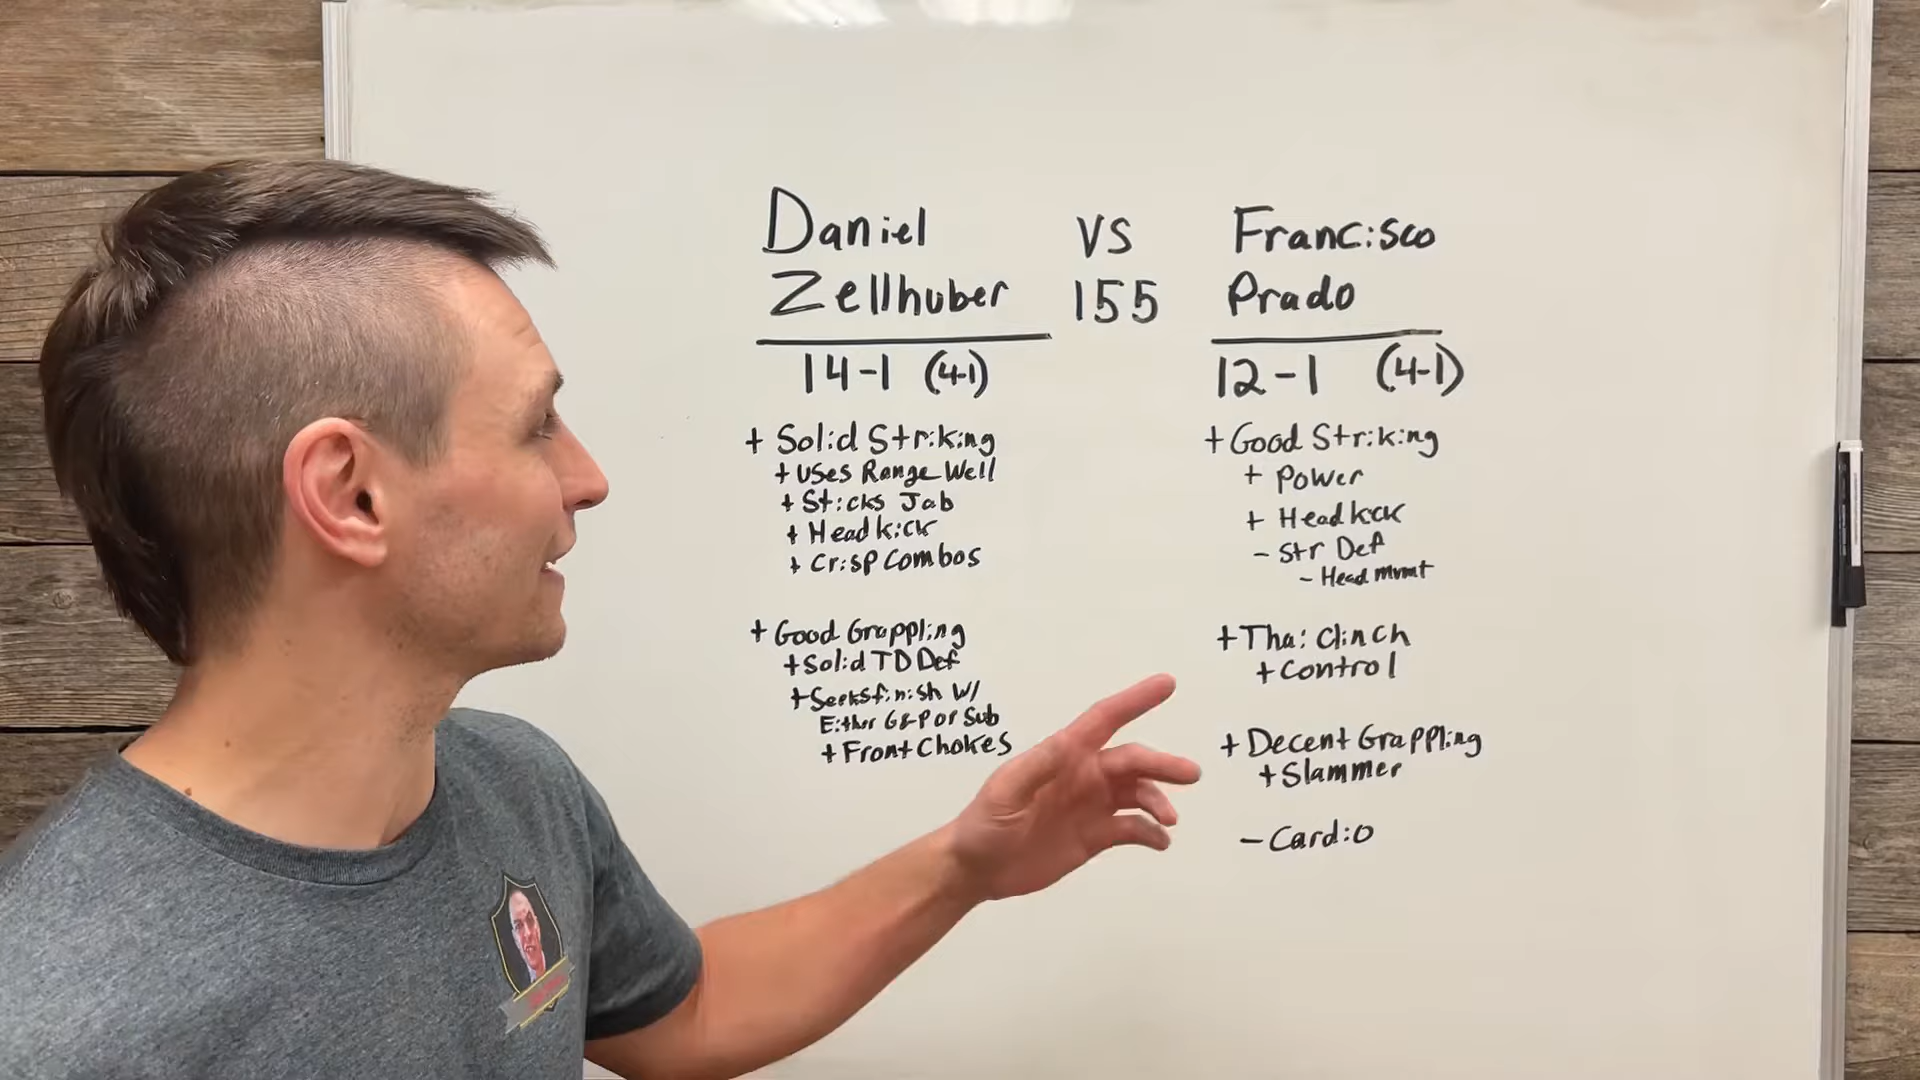 Daniel VS Francisco
Zellhuber 155 Prado
14-1 (4-1) 12-1 (4-1)
+ Solid Striking
+ Uses Range Well
+ Sticks Jab
+ Head kick
+ Crisp Combos
+ Good Grappling
+ Solid TD Def
+ Seeks finish w/
Either G&P or Sub
+ Front Chokes
+ Good Striking
+ Power
+ Head kick
- Str Def
- Head mvmt
+ Thai Clinch
+ Control
+ Decent Grappling
+ Slammer
- Cardio